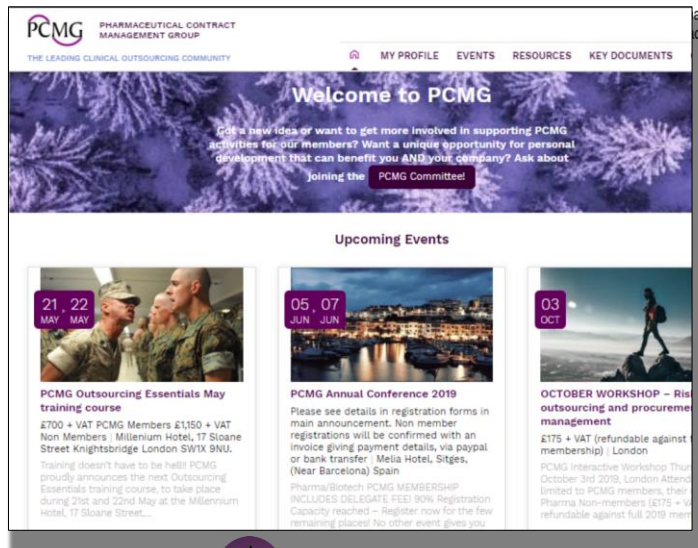 PCMG
PHARMACEUTICAL CONTRACT
MANAGEMENT GROUP
THE LEADING CLINICAL OUTSOURCING COMMUNITY
MY PROFILE EVENTS RESOURCES KEY DOCUMENTS
Welcome to PCMG
Got a new idea or want to get more involved in supporting PCMG
activities for our members? Want a unique opportunity for personal
development that can benefit you AND your company? Ask about
joining the PCMG Committee!
Upcoming Events
21, 22
MAY MAY
PCMG Outsourcing Essentials May
training course
£700 + VAT PCMG Members £1,150 + VAT
Non Members | Millenium Hotel, 17 Sloane
Street Knightsbridge London SW1X 9NU.
Training doesn't have to be hell!! PCMG
proudly announces the next Outsourcing
Essentials training course, to take place
during 21st and 22nd May at the Millennium
Hotel, 17 Sloane Street,...
05, 07
JUN JUN
PCMG Annual Conference 2019
Please see details in registration forms in
main announcement. Non member
registrations will be confirmed with an
invoice giving payment details, via paypal
or bank transfer | Melia Hotel, Sitges,
(Near Barcelona) Spain
Pharma/Biotech PCMG MEMBERSHIP
INCLUDES DELEGATE FEE! 90% Registration
Capacity reached – Register now for the few
remaining places! No other event gives you
03
OCT
OCTOBER WORKSHOP –
outsourcing and
management
£175 + VAT (refundable against
membership) | London
PCMG Interactive Workshop
October 3rd 2019, London
limited to PCMG members, their
Pharma Non-members (£175 +
refundable against full 2019